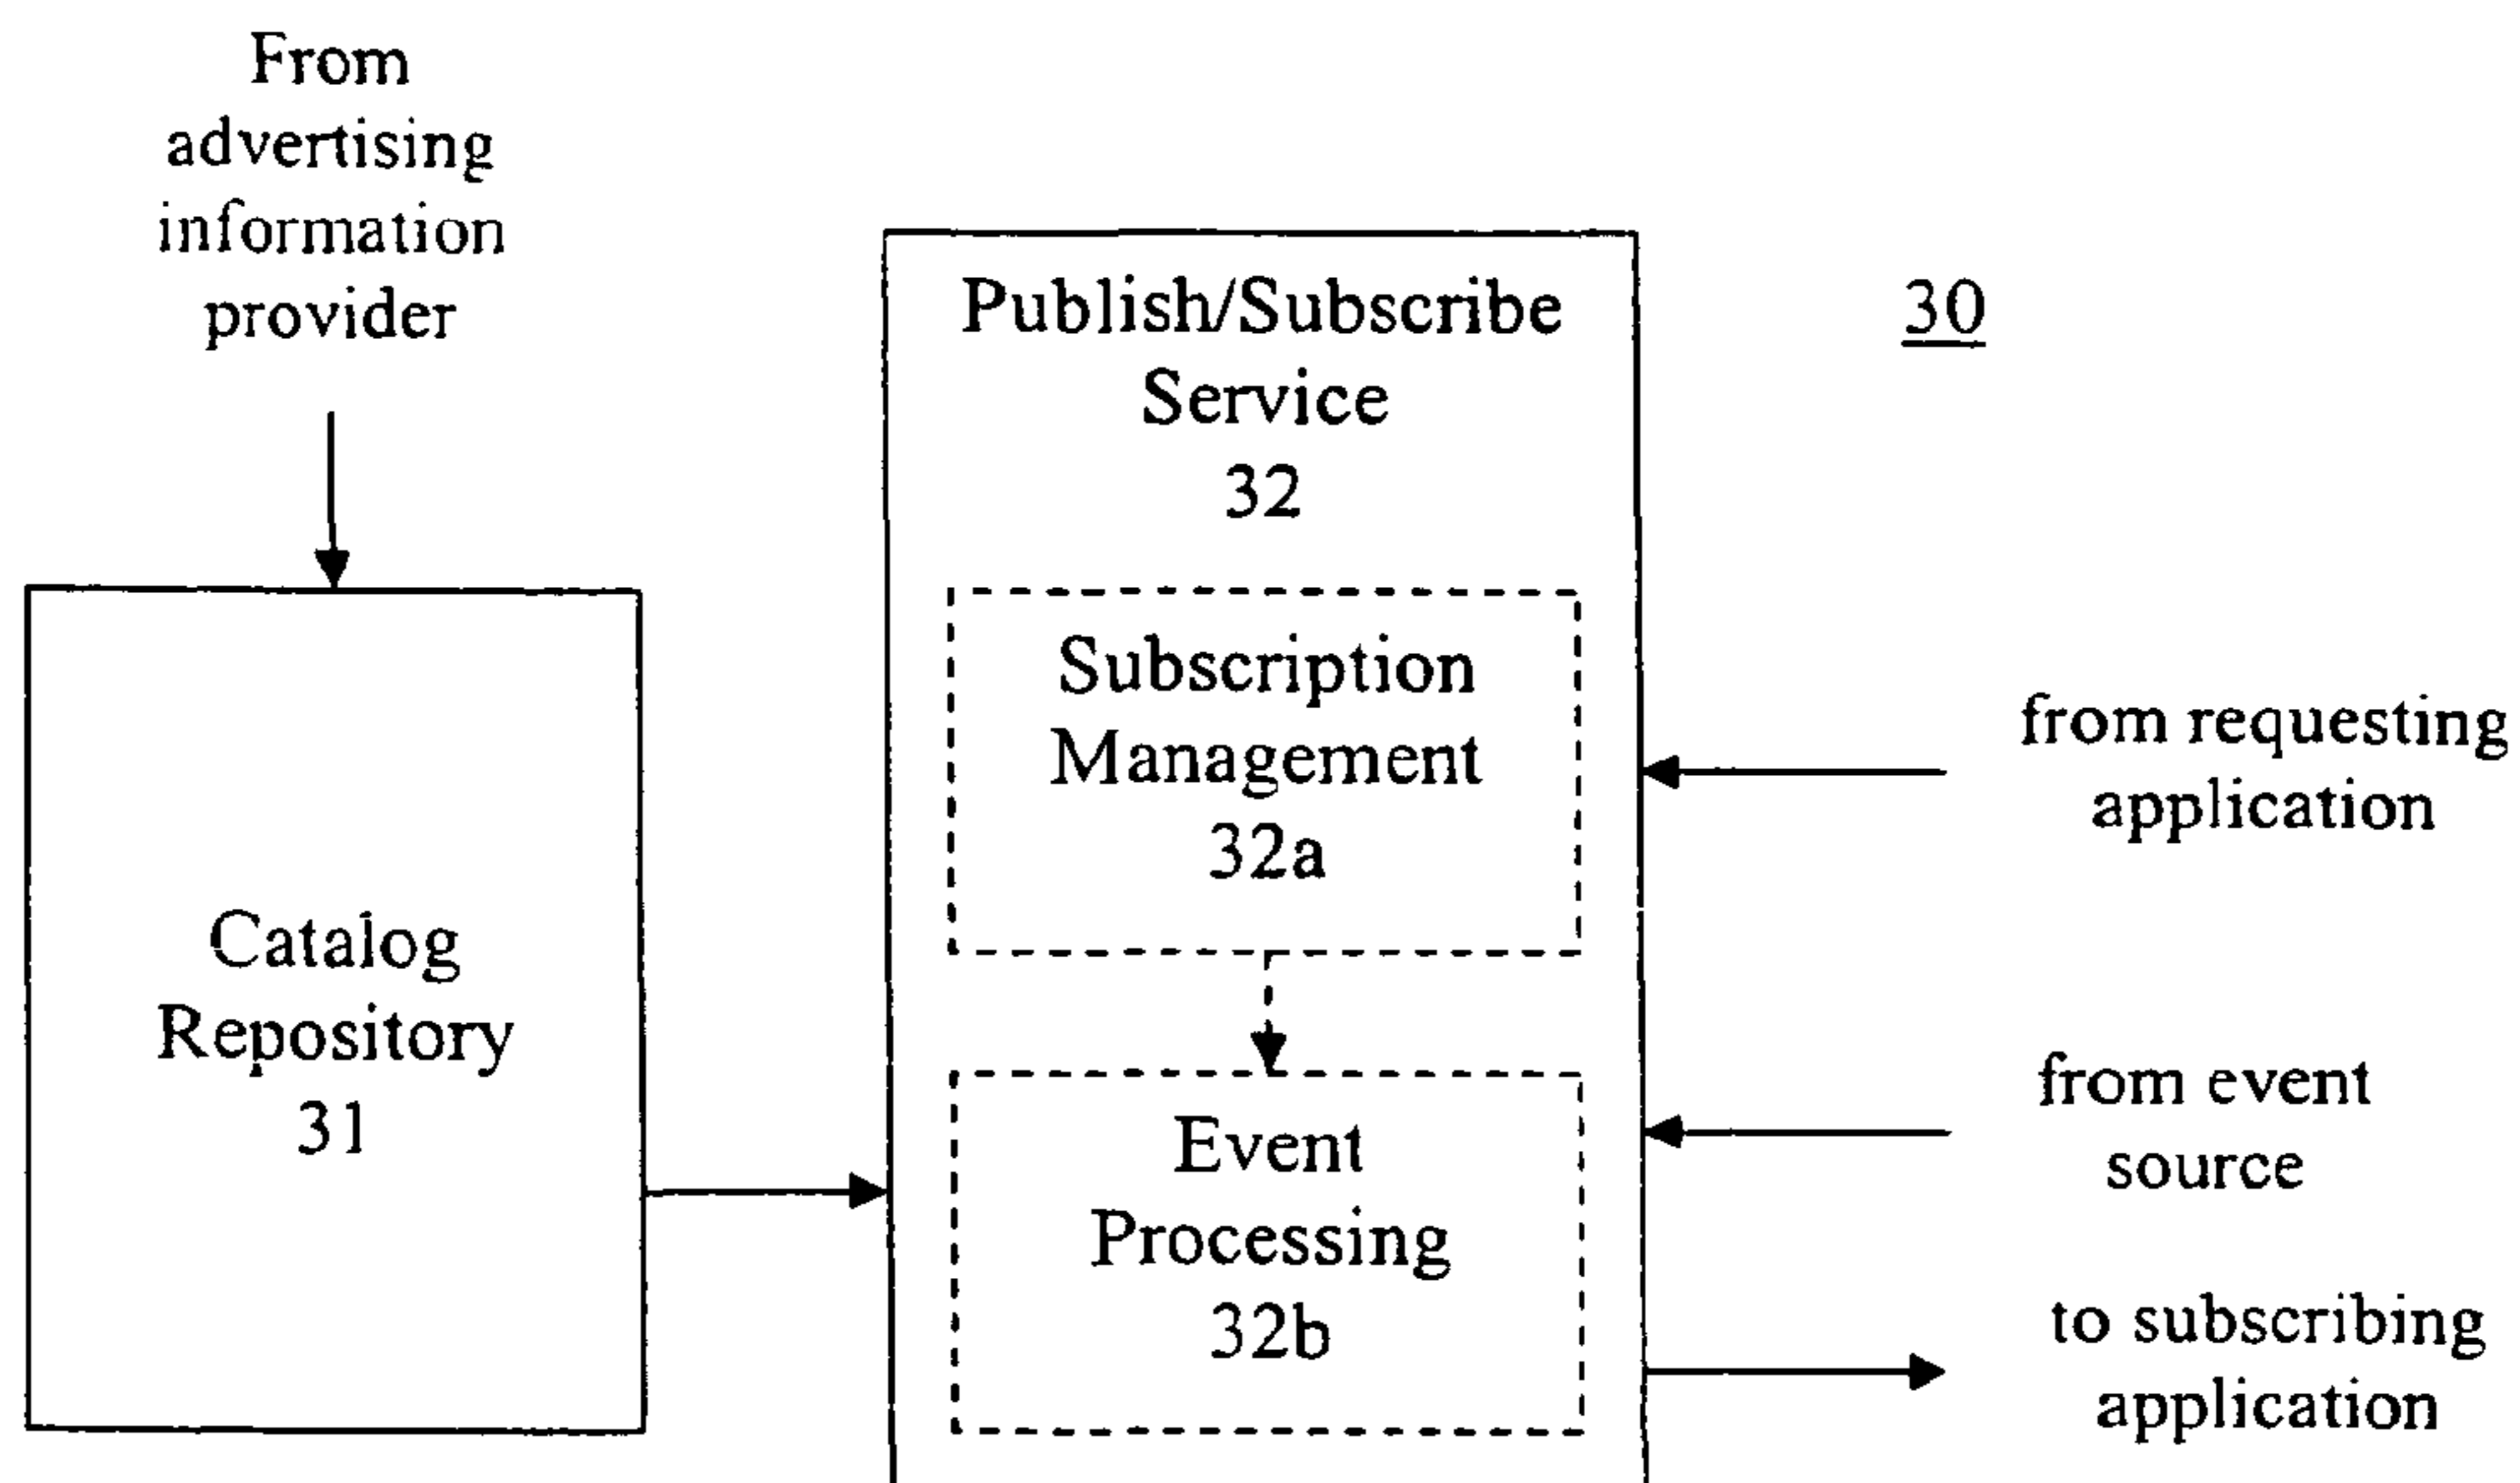 From
advertising
information
provider
Publish/Subscribe
Service
32
30
Subscription
Management
32a
from requesting
application
Catalog
Repository
31
Event
Processing
32b
from event
source
to subscribing
application